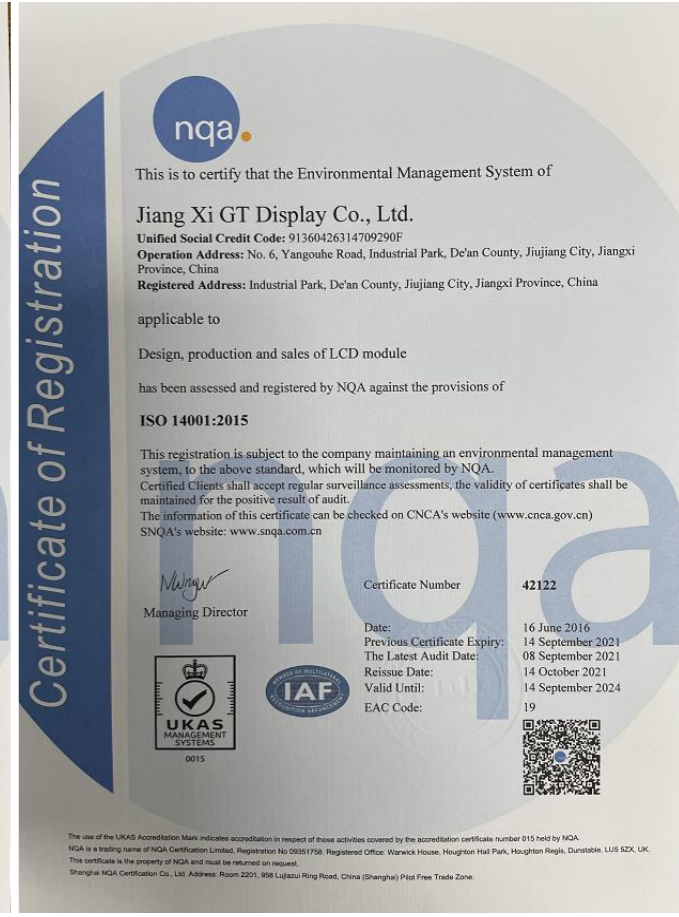 Certificate of Registration
nqa.
This is to certify that the Environmental Management System of
Jiang Xi GT Display Co., Ltd.
Unified Social Credit Code: 91360426314709290F
Operation Address: No. 6, Yangouhe Road, Industrial Park, De'an County, Jiujiang City, Jiangxi
Province, China
Registered Address: Industrial Park, De'an County, Jiujiang City, Jiangxi Province, China
applicable to
Design, production and sales of LCD module
has been assessed and registered by NQA against the provisions of
ISO 14001:2015
This registration is subject to the company maintaining an environmental management
system, to the above standard, which will be monitored by NQA.
Certified Clients shall accept regular surveillance assessments, the validity of certificates shall be
maintained for the positive result of audit.
The information of this certificate can be checked on CNCA's website (www.cnca.gov.cn)
SNQA's website: www.snqa.com.cn
nqa
Managing Director
Certificate Number 42122
Date: 16 June 2016
Previous Certificate Expiry: 14 September 2021
The Latest Audit Date: 08 September 2021
Reissue Date: 14 October 2021
Valid Until: 14 September 2024
EAC Code: 19
UKAS
MANAGEMENT
SYSTEMS
0015
MEMBER OF MULTILATERAL
IAF
RECOGNITION ARRANGEMENT
The use of the UKAS Accreditation Mark indicates accreditation in respect of those activities covered by the accreditation certificate number 015 held by NQA.
NQA is a trading name of NQA Certification Limited, Registration No 09351758. Registered Office: Warwick House, Houghton Hall Park, Houghton Regis, Dunstable, LU5 5ZX, UK.
This certificate is the property of NQA and must be returned on request.
Shanghai NQA Certification Co., Ltd. Address: Room 2201, 958 Lujiazui Ring Road, China (Shanghai) Pilot Free Trade Zone.